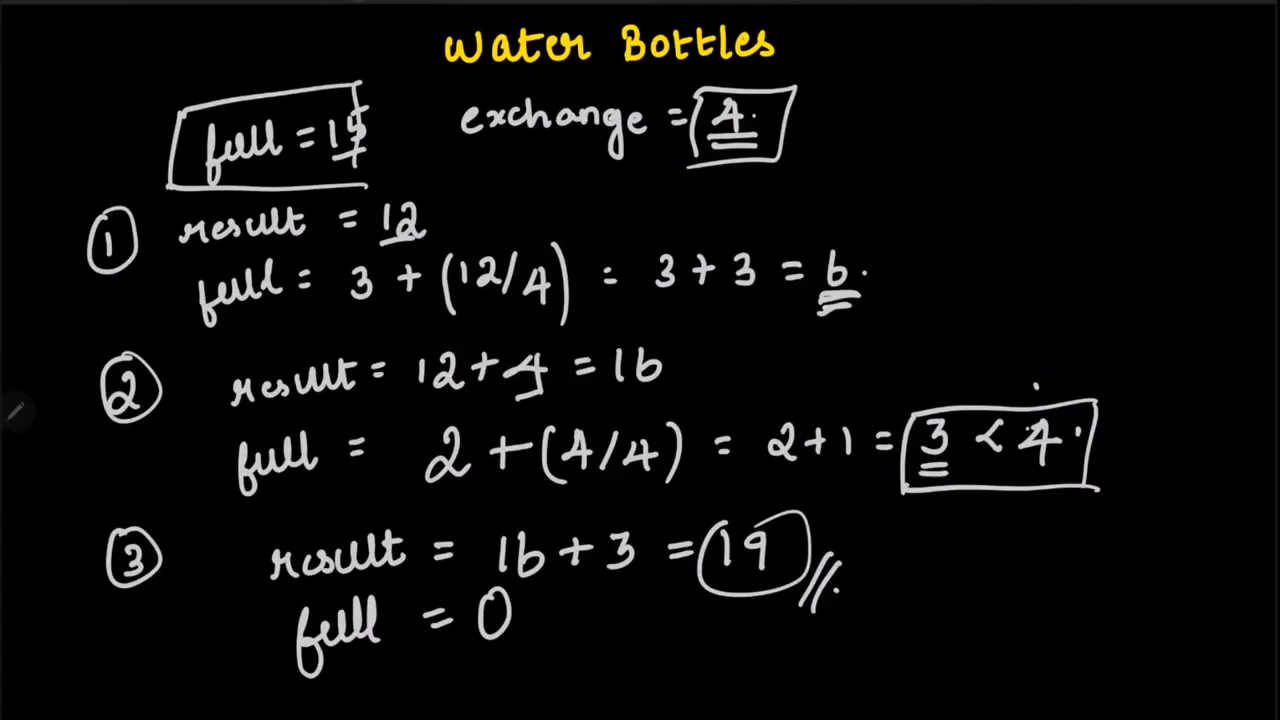 Water Bottles
full = 15 exchange = 4.
1 result = 12
full = 3 + (12/4) = 3 + 3 = 6.
2 result = 12 + 4 = 16
full = 2 + (4/4) = 2 + 1 = 3 < 4.
3 result = 16 + 3 = 19
full = 0